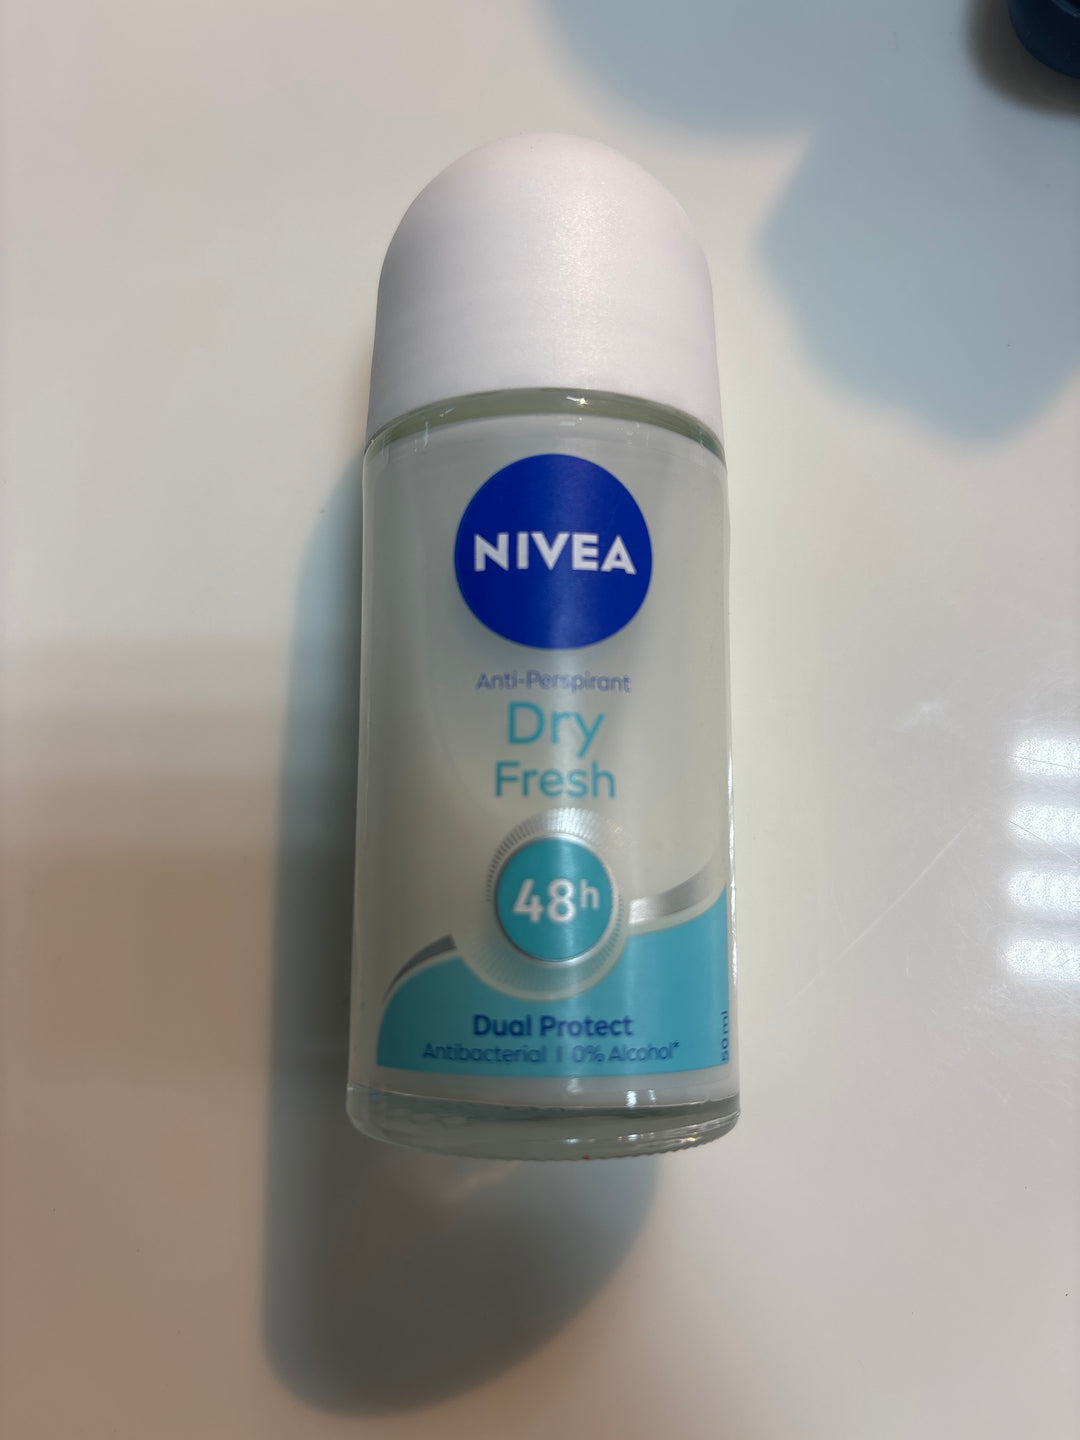 NIVEA
Anti-Perspirant
Dry
Fresh
48h
Dual Protect
Antibacterial | 0% Alcohol*
50 ml